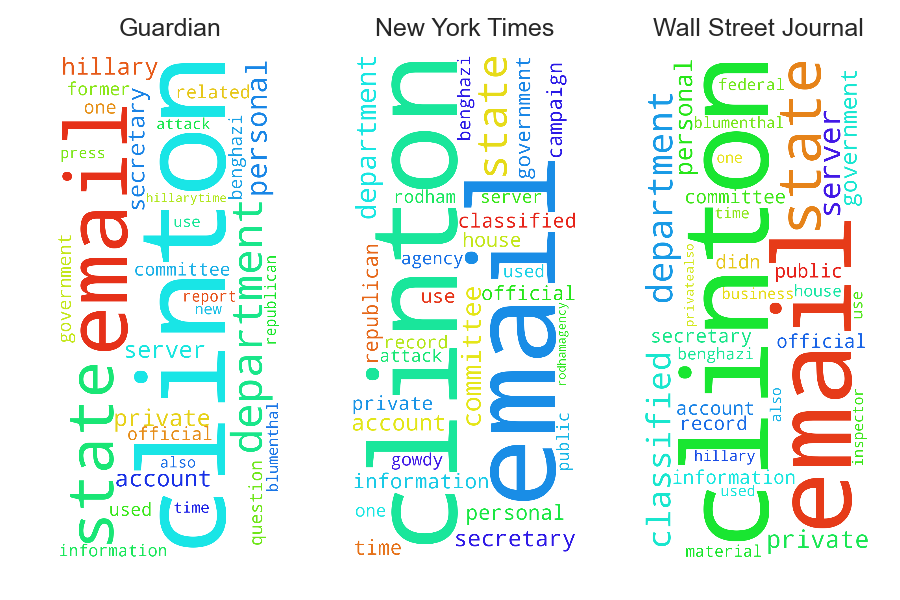 Guardian
hillary
former
one
related
attack
press
email
secretary
clinton
benghazi
personal
hillarytime
use
government
committee
report
new
republican
server
state
private
official
department
also
account
blumenthal
question
used
time
information
New York Times
department
clinton
benghazi
state
government
campaign
rodham
server
classified
house
agency
used
email
republican
use
official
record
attack
committee
rodhamagency
private
account
gowdy
public
information
one
personal
time
secretary
Wall Street Journal
personal
federal
state
government
department
blumenthal
server
clinton
one
committee
time
privatealso
didn
public
email
business
house
use
secretary
official
benghazi
classified
account
also
record
inspector
hillary
information
used
private
material